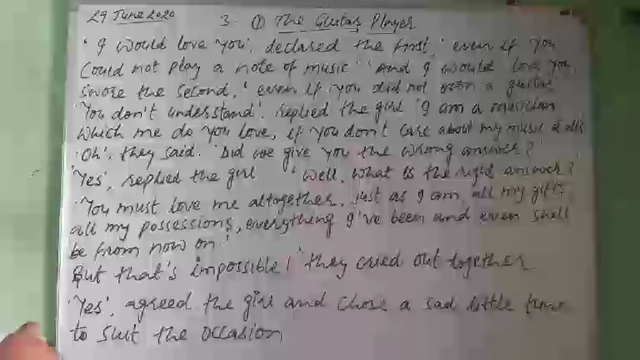 29 June 2020 3. ① The Guitar Player
'I would love you', declared the first, 'even if you
could not play a note of music' 'And I would love you,
swore the second,' even if you did not own a guitar
'You don't understand', replied the girl 'I am a musician
Which me do you love, if you don't care about my music at all?
'Oh', they said. 'Did we give you the wrong answer?
'Yes', replied the girl 'Well, what is the right answer?'
'You must love me altogether, just as I am, all my gifts,
all my possessions, everything I've been and even shall
be from now on'
But that's impossible! they cried out together
'Yes', agreed the girl and chose a sad little tune
to suit the occasion